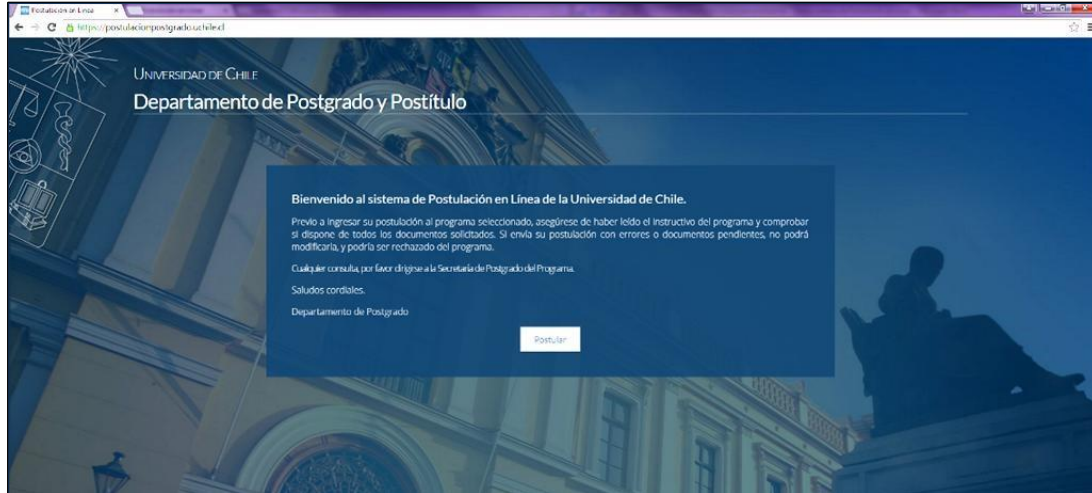 Postulación en Línea
https://postulacionpostgrado.uchile.cl
UNIVERSIDAD DE CHILE
Departamento de Postgrado y Postítulo
Bienvenido al sistema de Postulación en Línea de la Universidad de Chile.
Previo a ingresar su postulación al programa seleccionado, asegúrese de haber leído el instructivo del programa y comprobar
si dispone de todos los documentos solicitados. Si envía su postulación con errores o documentos pendientes, no podrá
modificarla, y podría ser rechazado del programa.
Cualquier consulta, por favor dirigirse a la Secretaría de Postgrado del Programa.
Saludos cordiales.
Departamento de Postgrado
Postular